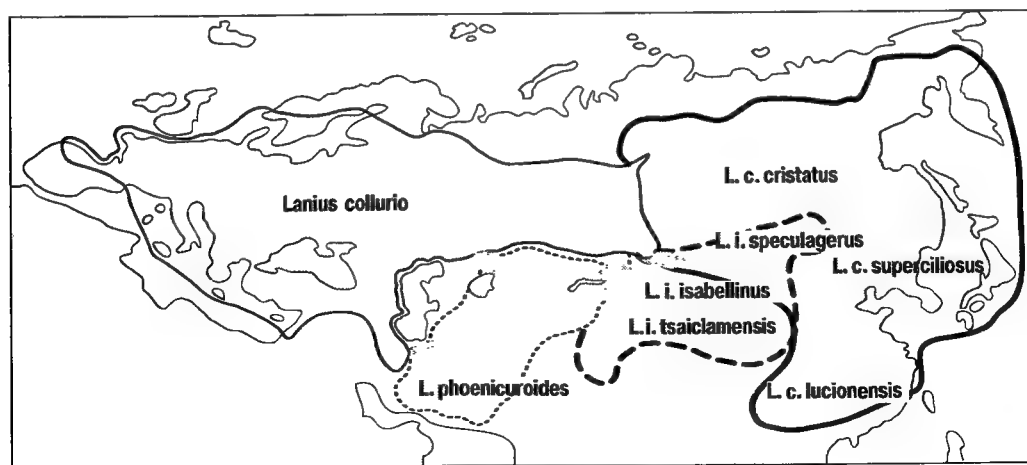 Lanius collurio
L. c. cristatus
L. i. speculagerus
L. c. superciliosus
L. i. isabellinus
L. i. tsaiclamensis
L. phoenicuroides
L. c. lucionensis